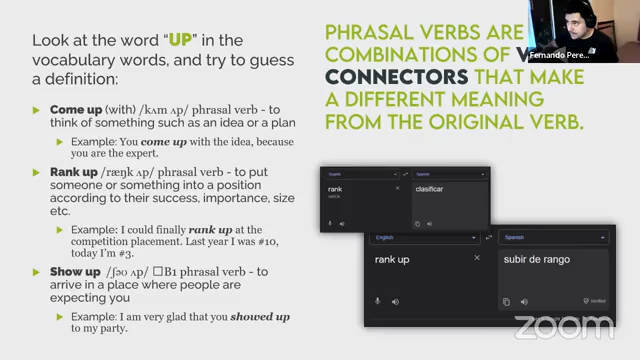 Look at the word "UP" in the
vocabulary words, and try to guess
a definition:
Come up (with) /kʌm ʌp/ phrasal verb - to
think of something such as an idea or a plan
Example: You come up with the idea, because
you are the expert.
Rank up /ræŋk ʌp/ phrasal verb - to put
someone or something into a position
according to their success, importance, size
etc.
Example: I could finally rank up at the
competition placement. Last year I was #10,
today I'm #3.
Show up /ʃəʊ ʌp/ □B1 phrasal verb - to
arrive in a place where people are
expecting you
Example: I am very glad that you showed up
to my party.
PHRASAL VERBS ARE
COMBINATIONS OF
CONNECTORS THAT MAKE
A DIFFERENT MEANING
FROM THE ORIGINAL VERB.
Fernando Pere...
English
Spanish
rank
clasificar
English
Spanish
rank up
subir de rango
Verified
zoom